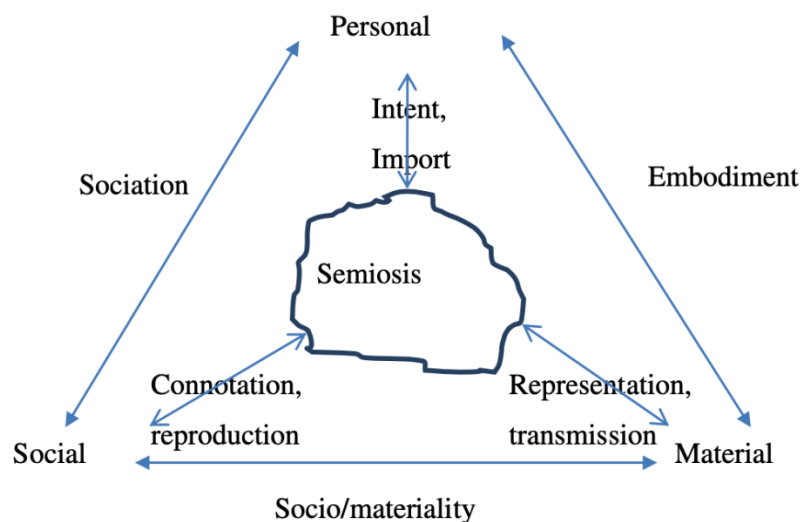 Personal
Intent,
Import
Sociation
Embodiment
Semiosis
Connotation,
reproduction
Representation,
transmission
Social
Material
Socio/materiality